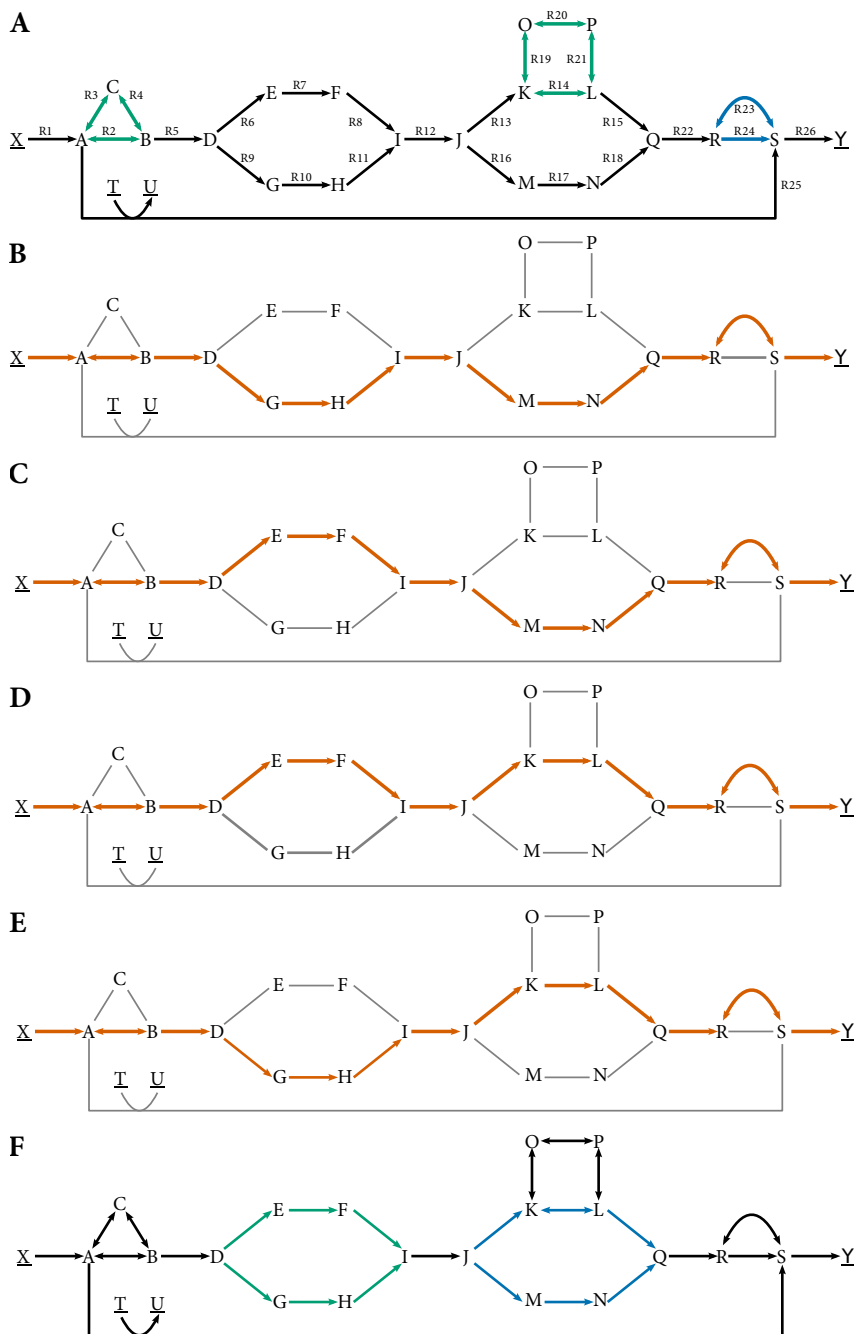 A
O R20 P
R19 R21
C R7 K R14 L
R3 R4 E F R23
R6 R8 R13 R15
X R1 A R2 B R5 D I R12 J Q R22 R R24 S R26 Y
R9 R11 R16 R18
T U G R10 H M R17 N R25
B
O P
C E F K L
X A B D I J Q R S Y
T U G H M N
C
O P
C E F K L
X A B D I J Q R S Y
T U G H M N
D
O P
C E F K L
X A B D I J Q R S Y
T U G H M N
E
O P
C E F K L
X A B D I J Q R S Y
T U G H M N
F
O P
C E F K L
X A B D I J Q R S Y
T U G H M N